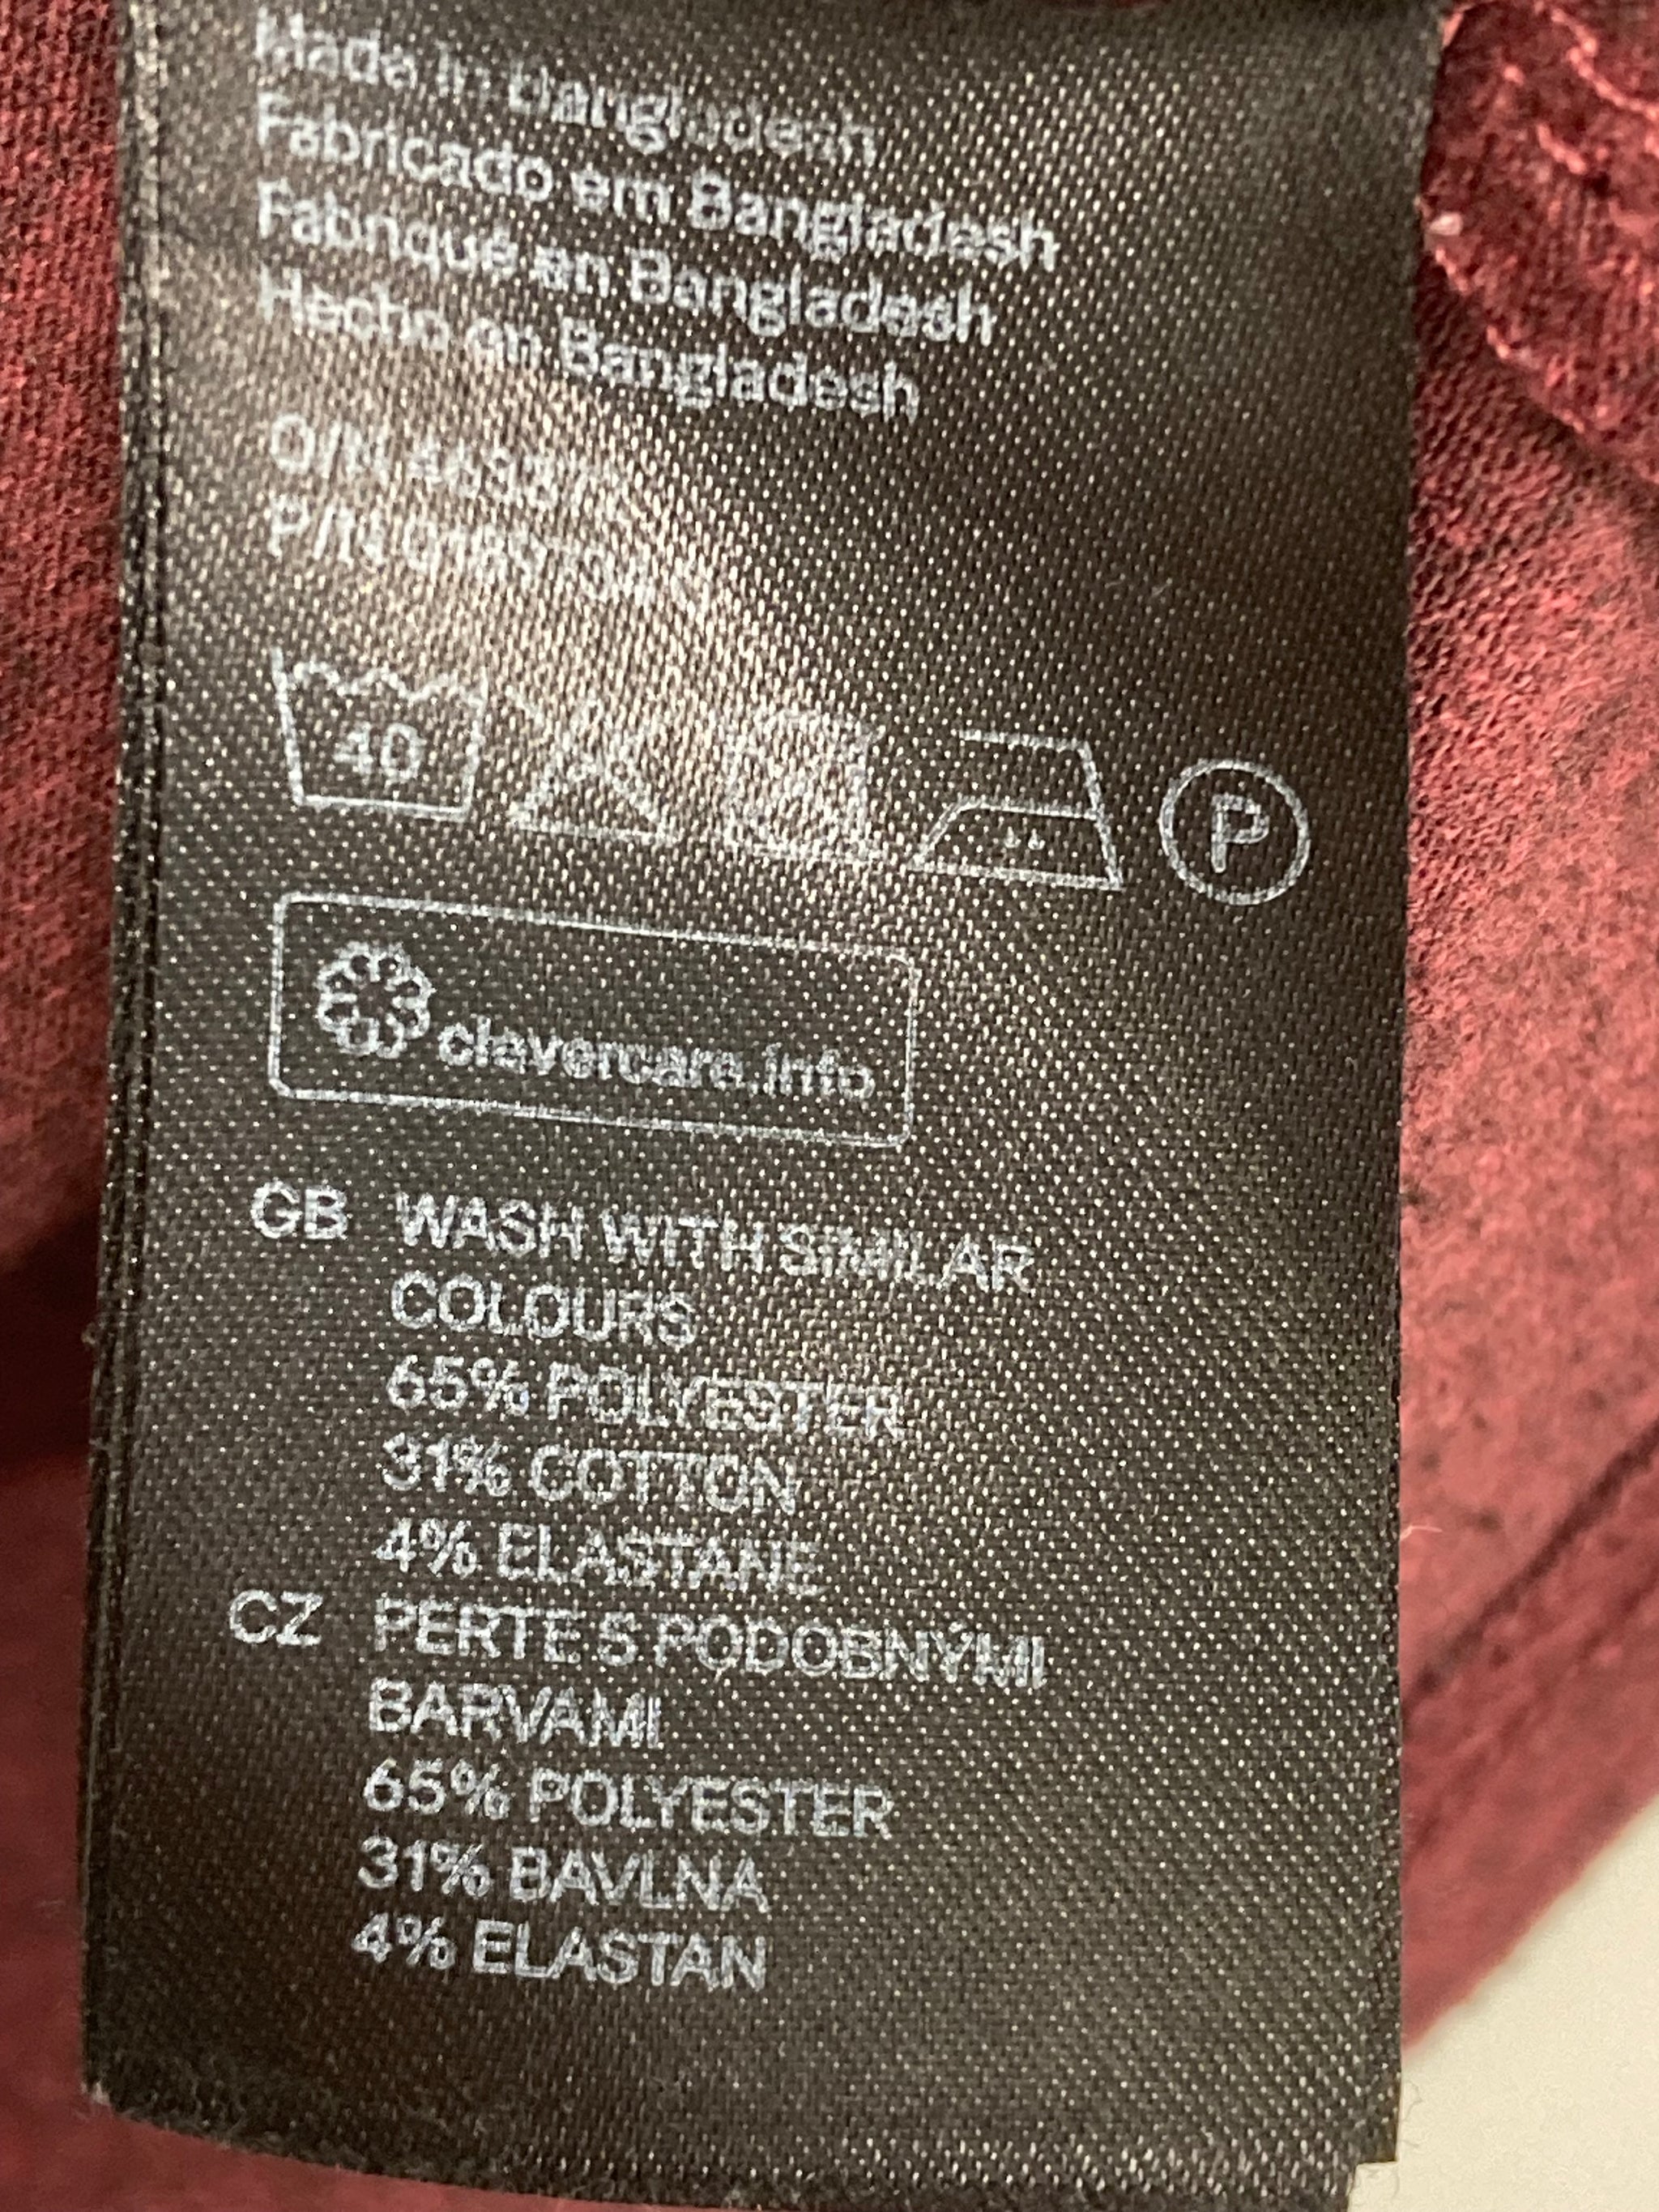 Made in Bangladesh
Fabricado em Bangladesh
Fabriqué en Bangladesh
Hecho en Bangladesh
O/N
P/N
40
P
clevercare.info
GB WASH WITH SIMILAR
COLOURS
65% POLYESTER
31% COTTON
4% ELASTANE
CZ PERTE S PODOBNÝMI
BARVAMI
65% POLYESTER
31% BAVLNA
4% ELASTAN